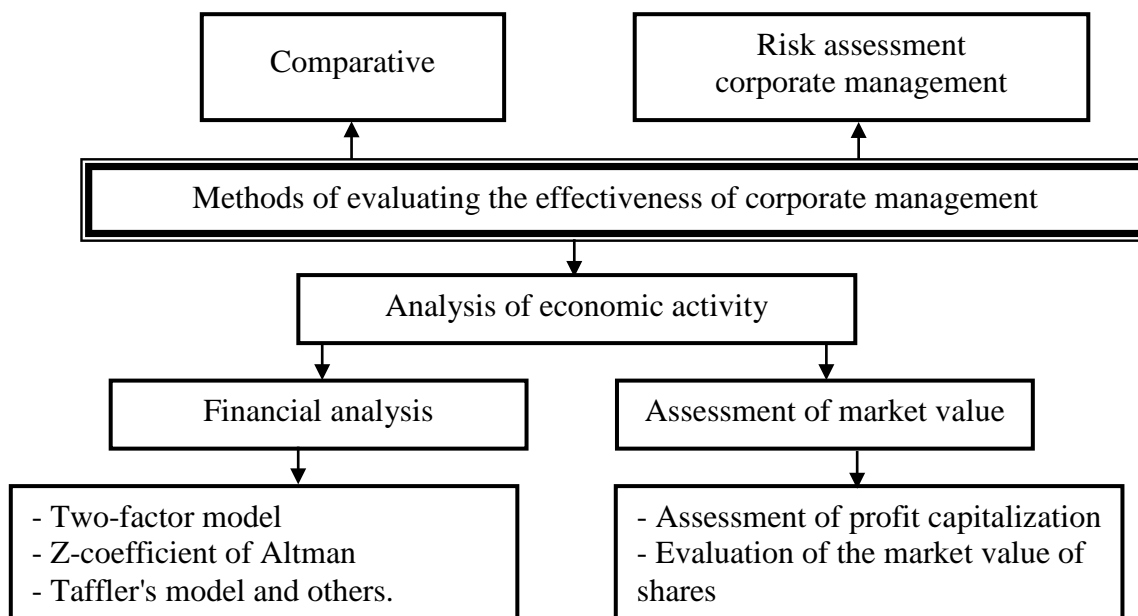 Comparative
Risk assessment
corporate management
Methods of evaluating the effectiveness of corporate management
Analysis of economic activity
Financial analysis
Assessment of market value
- Two-factor model
- Z-coefficient of Altman
- Taffler's model and others.
- Assessment of profit capitalization
- Evaluation of the market value of
shares